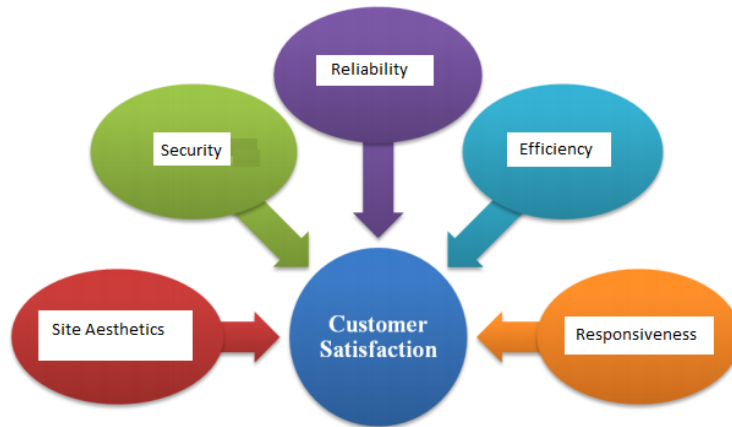 Reliability
Security
Efficiency
Site Aesthetics
Customer
Satisfaction
Responsiveness